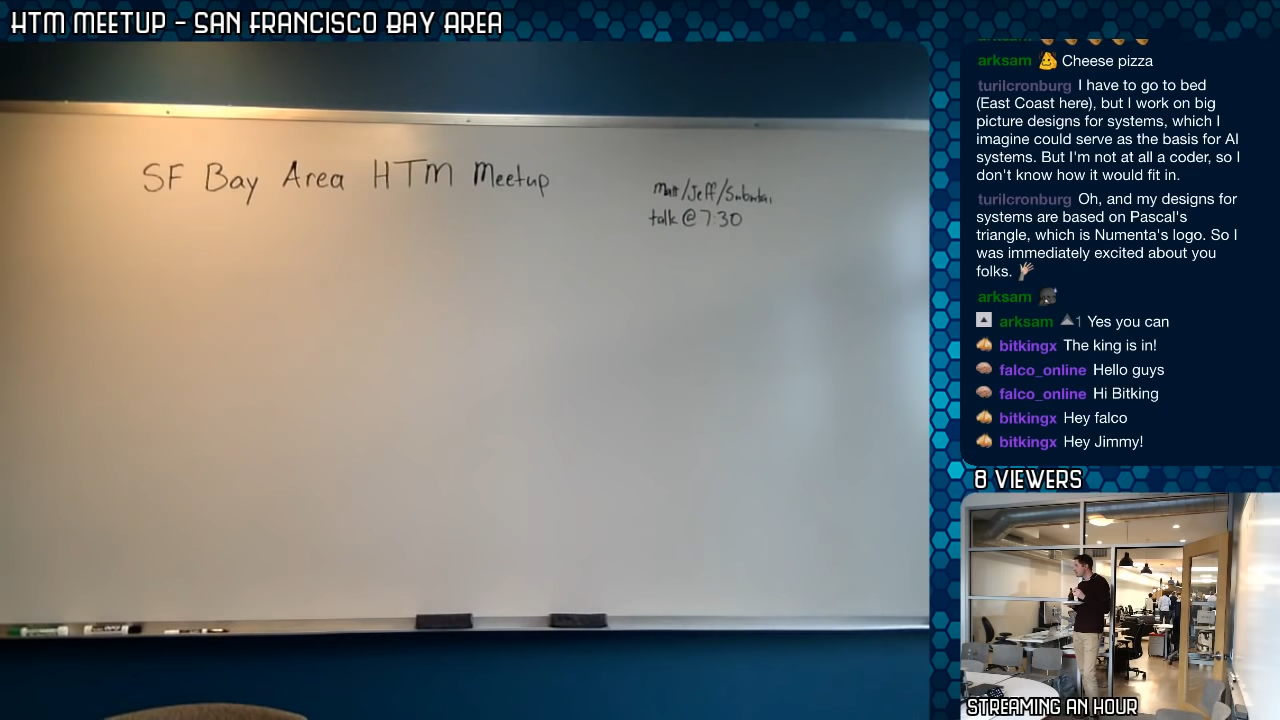 HTM MEETUP - SAN FRANCISCO BAY AREA
SF Bay Area HTM Meetup
Matt/Jeff/Subutai
talk @ 7:30
arksam
arksam Cheese pizza
turilcronburg I have to go to bed
(East Coast here), but I work on big
picture designs for systems, which I
imagine could serve as the basis for AI
systems. But I'm not at all a coder, so I
don't know how it would fit in.
turilcronburg Oh, and my designs for
systems are based on Pascal's
triangle, which is Numenta's logo. So I
was immediately excited about you
folks.
arksam
arksam 1 Yes you can
bitkingx The king is in!
falco_online Hello guys
falco_online Hi Bitking
bitkingx Hey falco
bitkingx Hey Jimmy!
8 VIEWERS
STREAMING AN HOUR